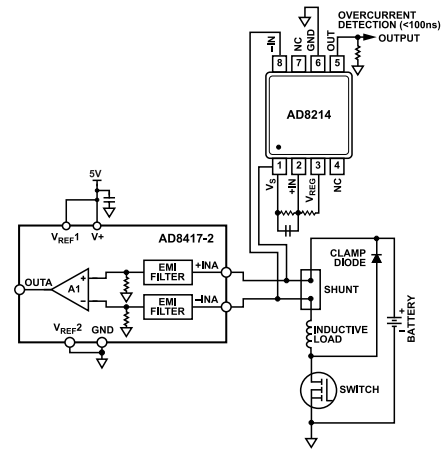 OVERCURRENT
DETECTION (<100ns)
OUTPUT
–IN
NC
GND
OUT
8
7
6
5
AD8214
1
2
3
4
VS
+IN
VREG
NC
5V
VREF1
V+
AD8417-2
CLAMP
DIODE
OUTA
A1
+
–
EMI
FILTER
+INA
EMI
FILTER
–INA
SHUNT
VREF2
GND
INDUCTIVE
LOAD
+
–
BATTERY
SWITCH